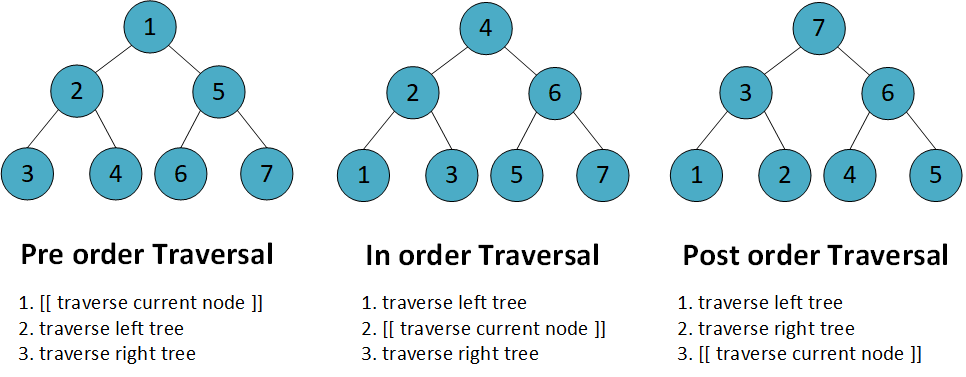 1
2 5
3 4 6 7
Pre order Traversal
1. [[ traverse current node ]]
2. traverse left tree
3. traverse right tree
4
2 6
1 3 5 7
In order Traversal
1. traverse left tree
2. [[ traverse current node ]]
3. traverse right tree
7
3 6
1 2 4 5
Post order Traversal
1. traverse left tree
2. traverse right tree
3. [[ traverse current node ]]